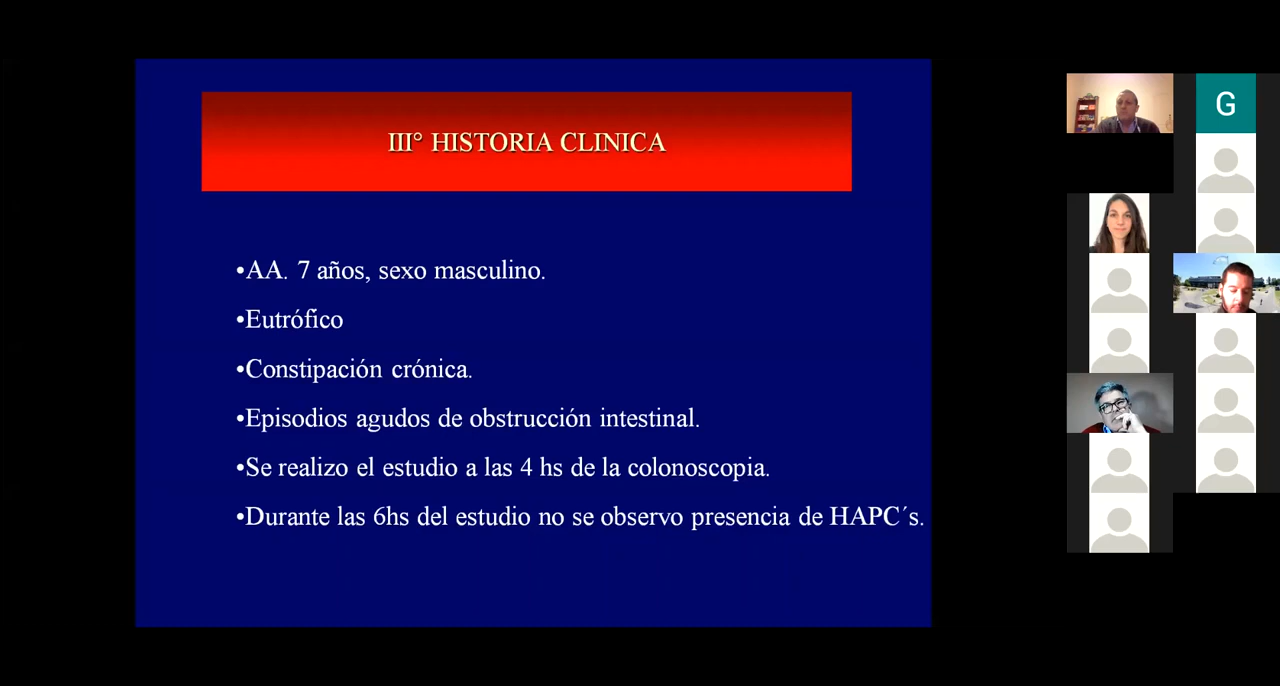 III° HISTORIA CLINICA
•AA. 7 años, sexo masculino.
•Eutrófico
•Constipación crónica.
•Episodios agudos de obstrucción intestinal.
•Se realizo el estudio a las 4 hs de la colonoscopia.
•Durante las 6hs del estudio no se observo presencia de HAPC´s.
G